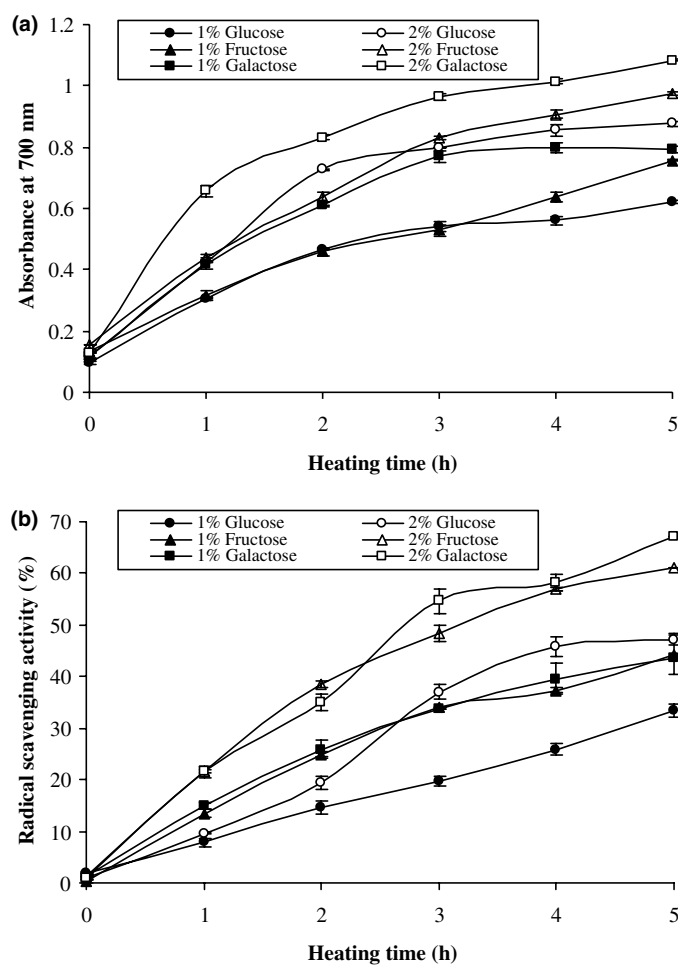 (a)
1.2
1% Glucose 2% Glucose
1% Fructose 2% Fructose
1% Galactose 2% Galactose
1
0.8
0.6
0.4
0.2
0
Absorbance at 700 nm
0 1 2 3 4 5
Heating time (h)
(b)
70
1% Glucose 2% Glucose
1% Fructose 2% Fructose
1% Galactose 2% Galactose
60
50
40
30
20
10
0
Radical scavenging activity (%)
0 1 2 3 4 5
Heating time (h)